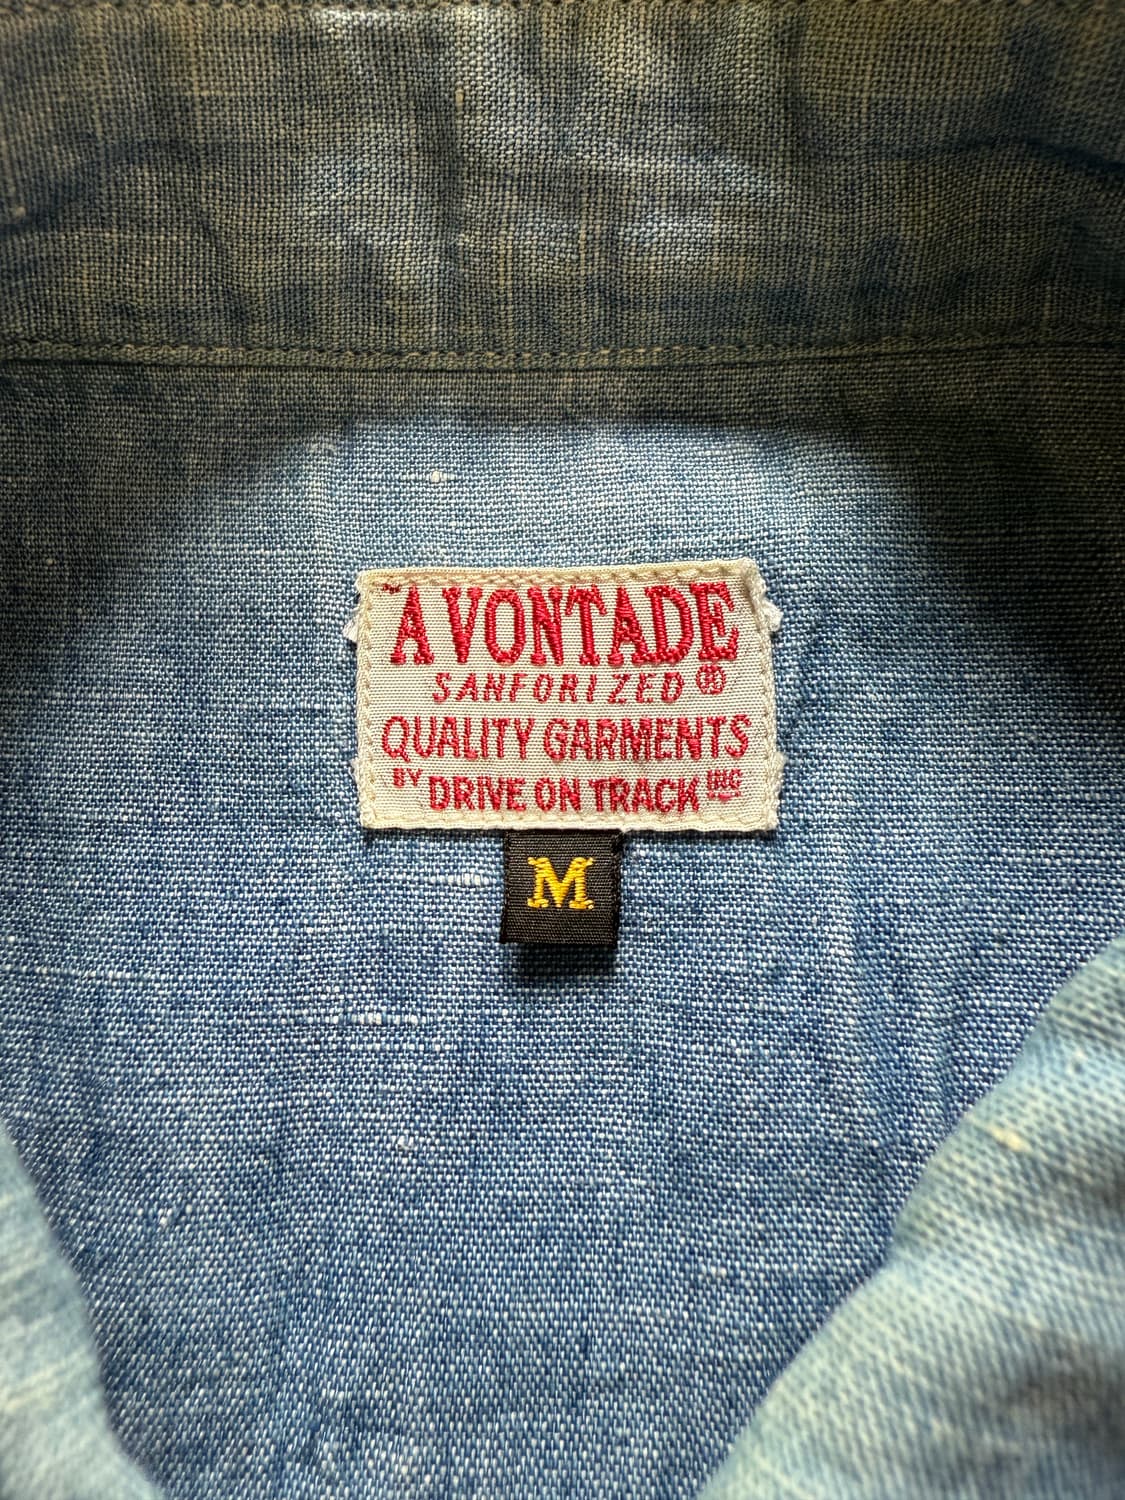 "A VONTADE
SANFORIZED ®
QUALITY GARMENTS
BY DRIVE ON TRACK INC
M